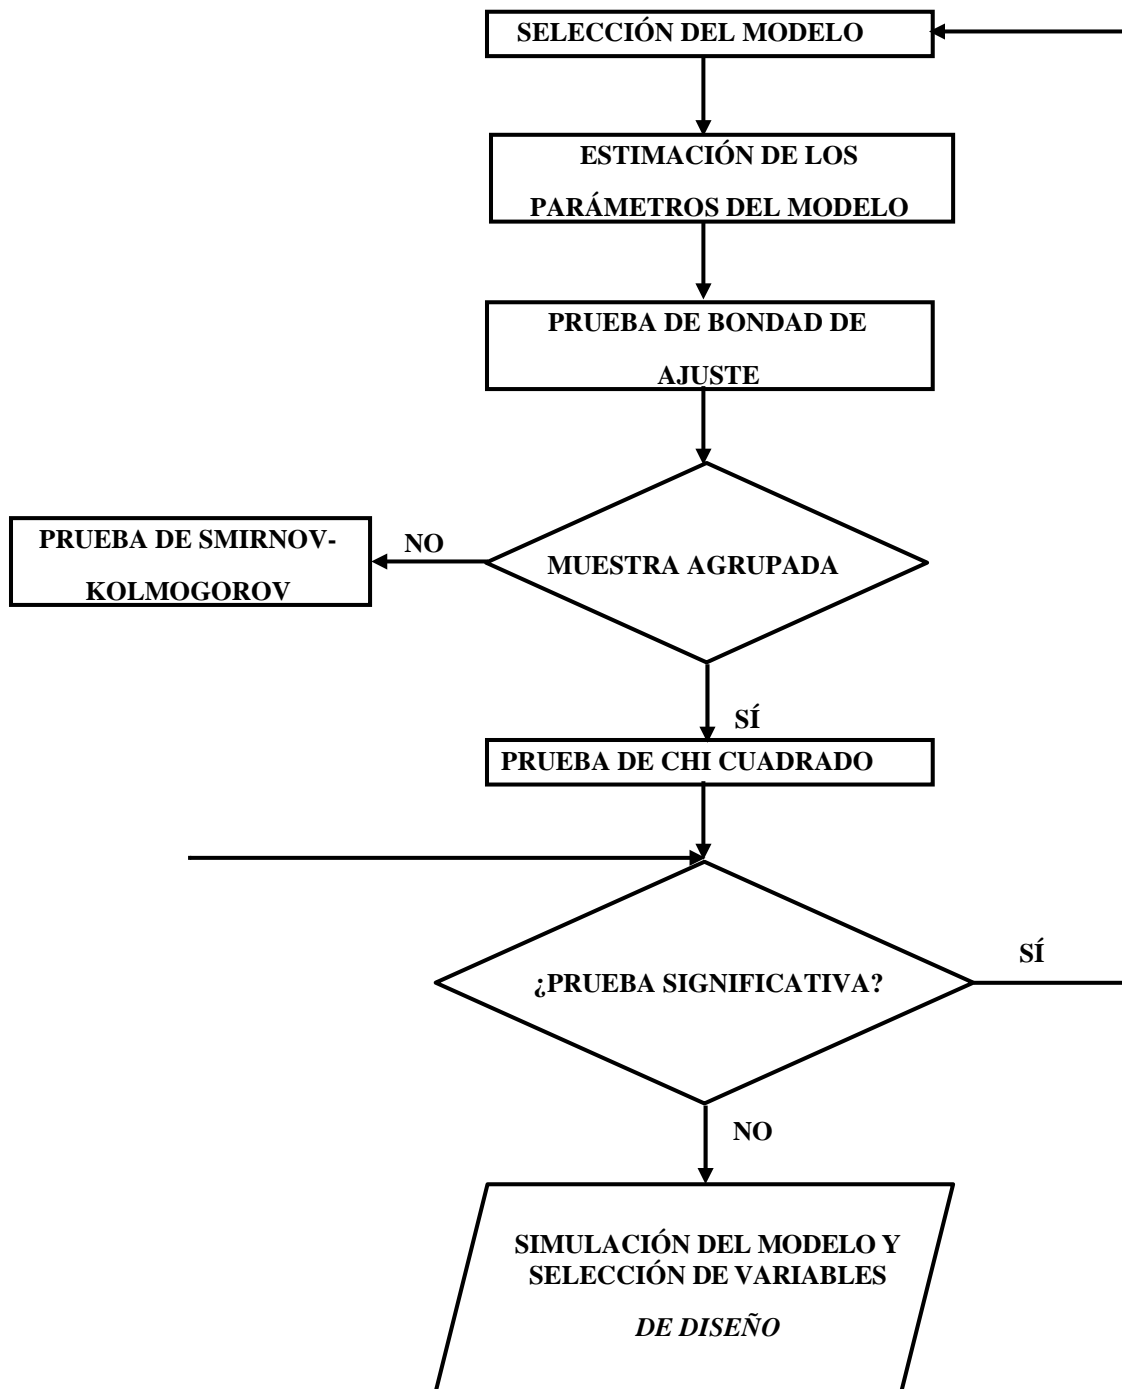 SELECCIÓN DEL MODELO
ESTIMACIÓN DE LOS
PARÁMETROS DEL MODELO
PRUEBA DE BONDAD DE
AJUSTE
MUESTRA AGRUPADA
NO
PRUEBA DE SMIRNOV-
KOLMOGOROV
SÍ
PRUEBA DE CHI CUADRADO
¿PRUEBA SIGNIFICATIVA?
SÍ
NO
SIMULACIÓN DEL MODELO Y
SELECCIÓN DE VARIABLES
DE DISEÑO